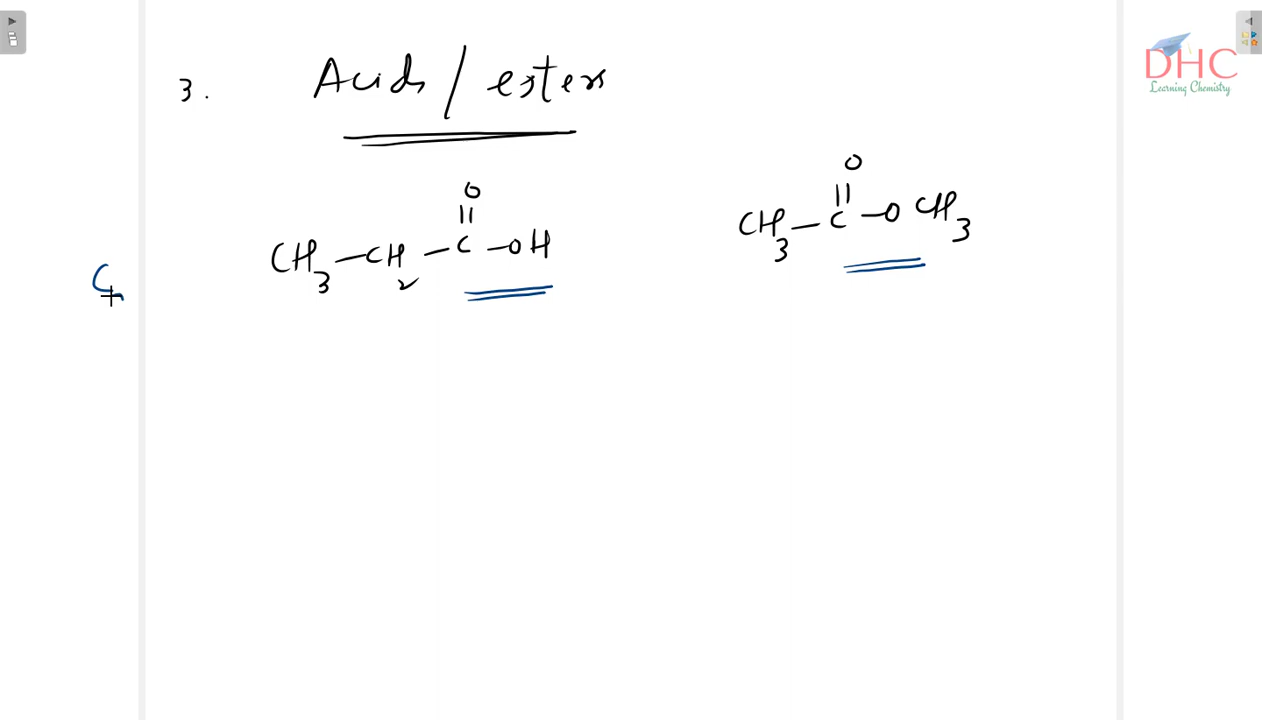 3. Acids / esters
O
||
CH3 – CH2 – C – OH
O
||
CH3 – C – O CH3
C
DHC
Learning Chemistry